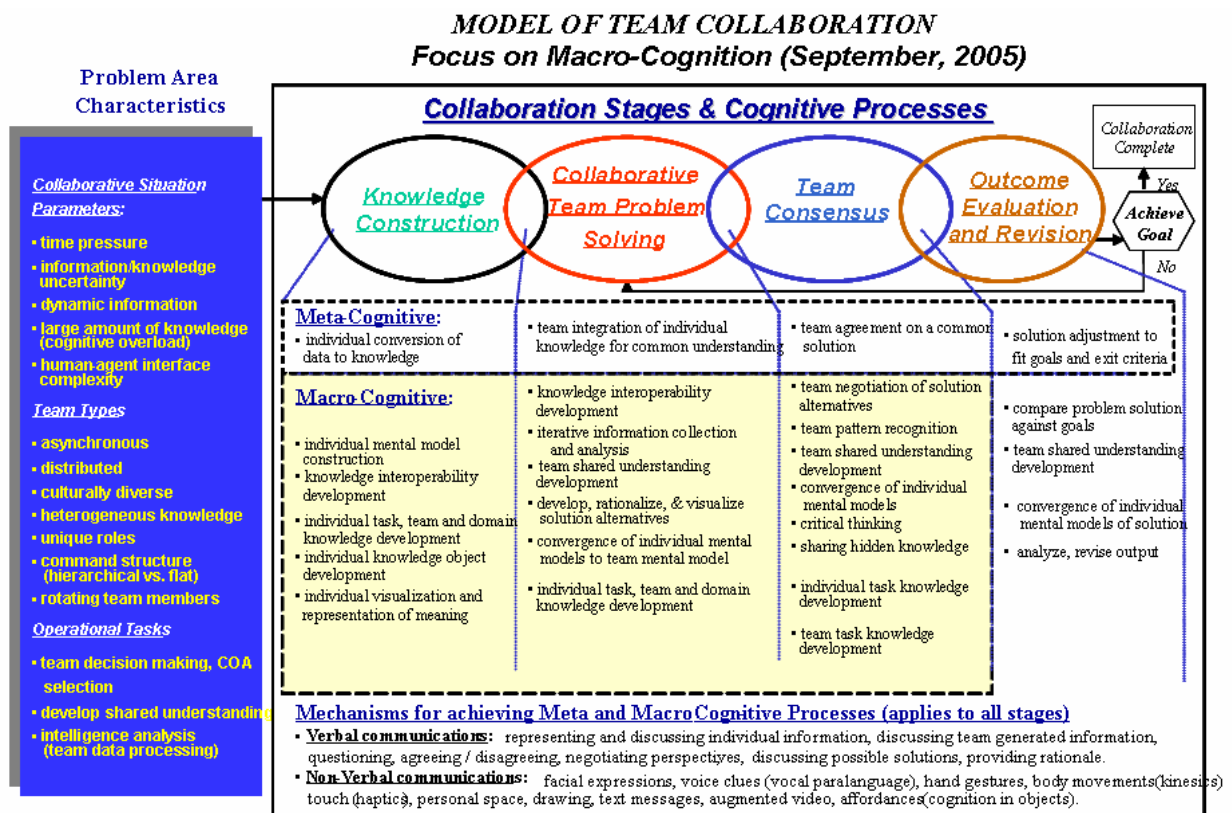 MODEL OF TEAM COLLABORATION
Focus on Macro-Cognition (September, 2005)
Problem Area
Characteristics
Collaborative Situation
Parameters:
▪ time pressure
▪ information/knowledge
uncertainty
▪ dynamic information
▪ large amount of knowledge
(cognitive overload)
▪ human-agent interface
complexity
Team Types
▪ asynchronous
▪ distributed
▪ culturally diverse
▪ heterogeneous knowledge
▪ unique roles
▪ command structure
(hierarchical vs. flat)
▪ rotating team members
Operational Tasks
▪ team decision making, COA
selection
▪ develop shared understanding
▪ intelligence analysis
(team data processing)
Collaboration Stages & Cognitive Processes
Knowledge
Construction
Collaborative
Team Problem
Solving
Team
Consensus
Outcome
Evaluation
and Revision
Collaboration
Complete
Yes
Achieve
Goal
No
Meta-Cognitive:
▪ individual conversion of
data to knowledge
▪ team integration of individual
knowledge for common understanding
▪ team agreement on a common
solution
▪ solution adjustment to
fit goals and exit criteria
Macro-Cognitive:
▪ individual mental model
construction
▪ knowledge interoperability
development
▪ individual task, team and domain
knowledge development
▪ individual knowledge object
development
▪ individual visualization and
representation of meaning
▪ knowledge interoperability
development
▪ iterative information collection
and analysis
▪ team shared understanding
development
▪ develop, rationalize, & visualize
solution alternatives
▪ convergence of individual mental
models to team mental model
▪ individual task, team and domain
knowledge development
▪ team negotiation of solution
alternatives
▪ team pattern recognition
▪ team shared understanding
development
▪ convergence of individual
mental models
▪ critical thinking
▪ sharing hidden knowledge
▪ individual task knowledge
development
▪ team task knowledge
development
▪ compare problem solution
against goals
▪ team shared understanding
development
▪ convergence of individual
mental models of solution
▪ analyze, revise output
Mechanisms for achieving Meta and Macro Cognitive Processes (applies to all stages)
▪ Verbal communications: representing and discussing individual information, discussing team generated information,
questioning, agreeing / disagreeing, negotiating perspectives, discussing possible solutions, providing rationale.
▪ Non-Verbal communications: facial expressions, voice clues (vocal paralanguage), hand gestures, body movements(kinesics)
touch (haptics), personal space, drawing, text messages, augmented video, affordances(cognition in objects).